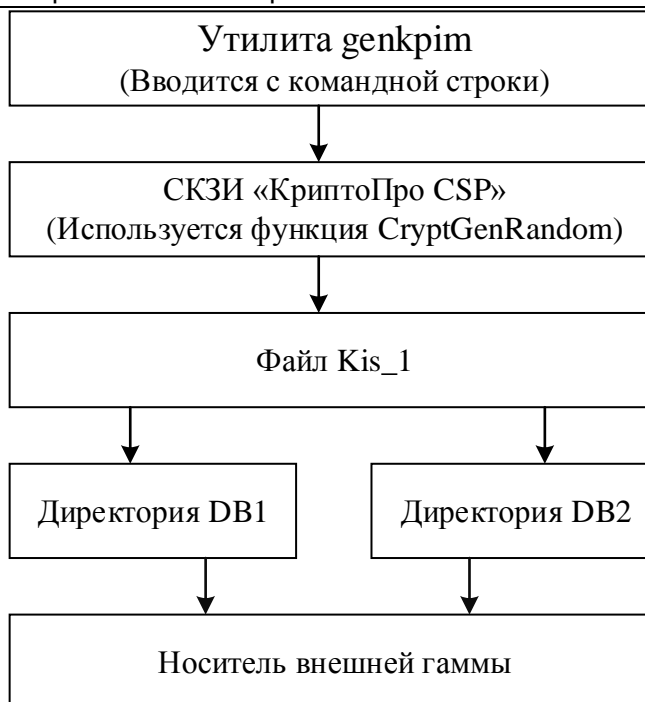 Утилита genkpim
(Вводится с командной строки)
СКЗИ «КриптоПро CSP»
(Используется функция CryptGenRandom)
Файл Kis_1
Директория DB1
Директория DB2
Носитель внешней гаммы